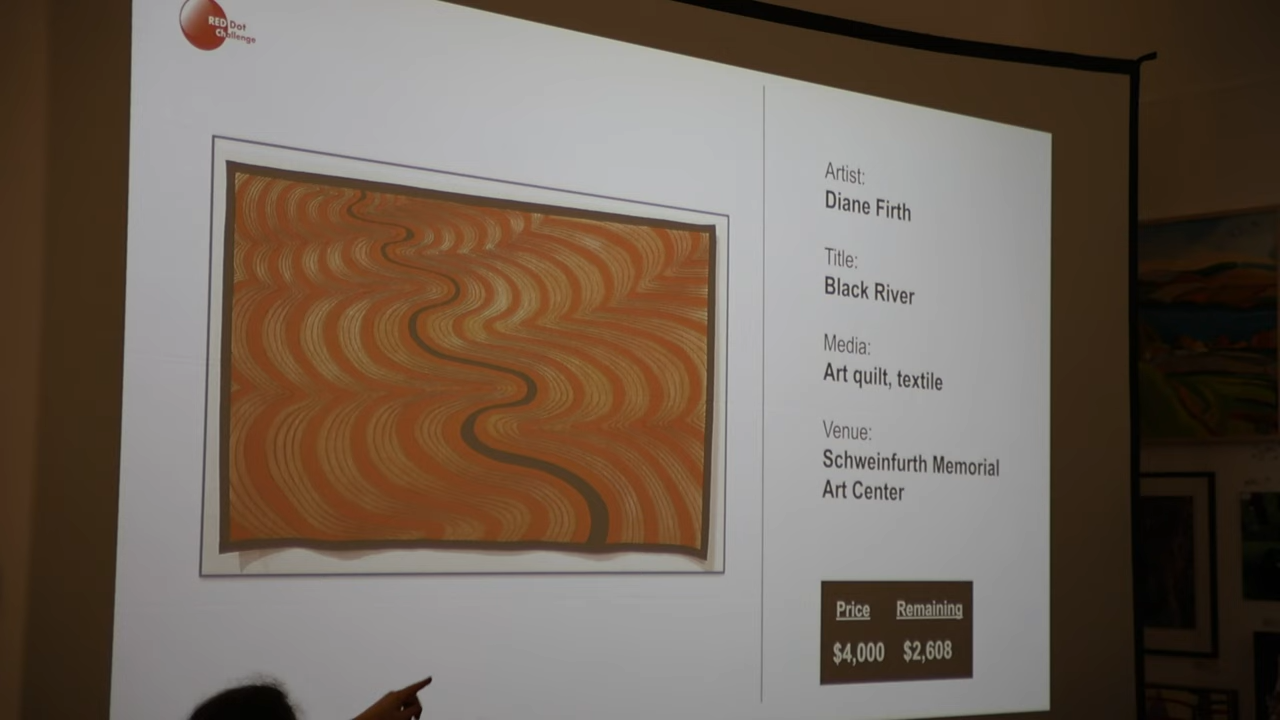 RED Dot
Challenge
Artist:
Diane Firth
Title:
Black River
Media:
Art quilt, textile
Venue:
Schweinfurth Memorial
Art Center
Price Remaining
$4,000 $2,608